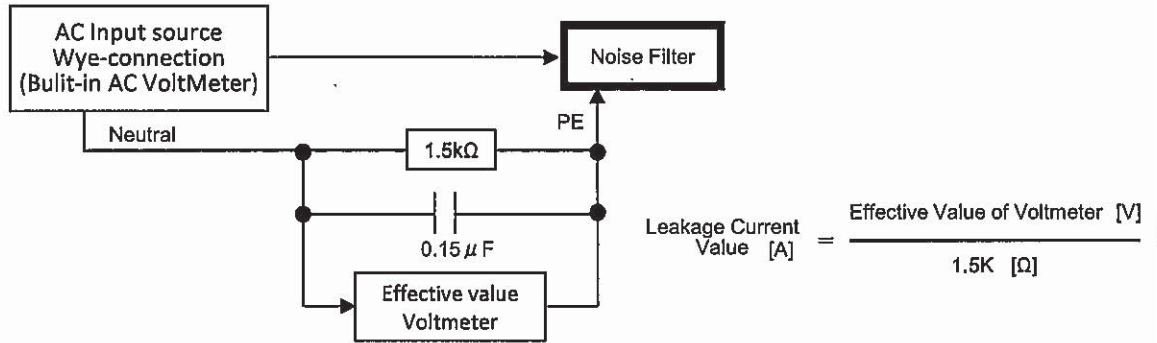 AC Input source
Wye-connection
(Bulit-in AC VoltMeter)
Noise Filter
PE
Neutral
1.5kΩ
0.15μF
Effective value
Voltmeter
Leakage Current
Value [A]
=
Effective Value of Voltmeter [V]
1.5K [Ω]